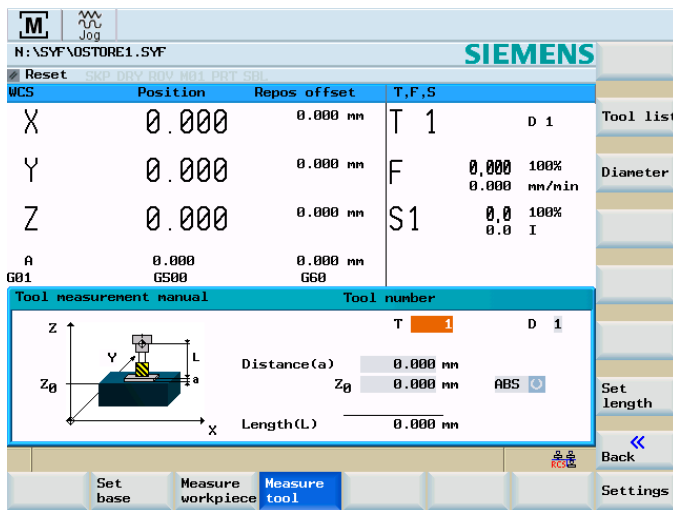 M
Jog
N:\SYF\OSTORE1.SYF
SIEMENS
Reset SKP DRY ROV M01 PRT SBL
WCS Position Repos offset T,F,S
X 0.000 0.000 mm T 1 D 1
Tool list
Y 0.000 0.000 mm F 0,000 100%
0.000 mm/min
Diameter
Z 0.000 0.000 mm S1 0,0 100%
0.0 I
A 0.000 0.000 mm
G01 G500 G60
Tool measurement manual Tool number
T 1 D 1
Z
Y L
Distance(a) 0.000 mm
a
Z0
Z0 0.000 mm ABS
X
Length(L) 0.000 mm
Set
length
«
Back
RCS
Set
base
Measure
workpiece
Measure
tool
Settings